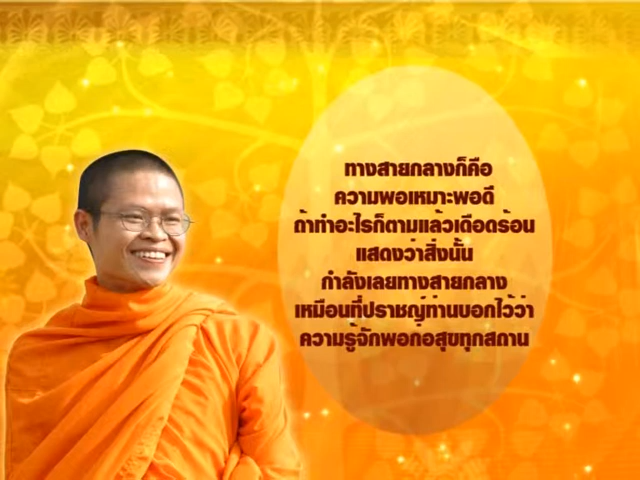 ทางสายกลางก็คือ
ความพอเหมาะพอดี
ถ้าทำอะไรก็ตามแล้วเดือดร้อน
แสดงว่าสิ่งนั้น
กำลังเลยทางสายกลาง
เหมือนที่ปราชญ์ท่านบอกไว้ว่า
ความรู้จักพอก่อสุขทุกสถาน